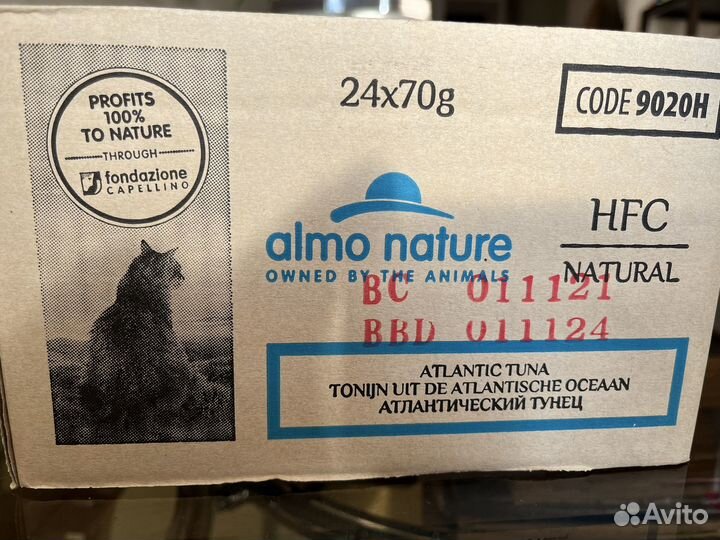 PROFITS
100%
TO NATURE
THROUGH
fondazione
CAPELLINO
24x70g
CODE 9020H
almo nature
OWNED BY THE ANIMALS
HFC
NATURAL
BC 011121
BBD 011124
ATLANTIC TUNA
TONIJN UIT DE ATLANTISCHE OCEAAN
АТЛАНТИЧЕСКИЙ ТУНЕЦ
Avito